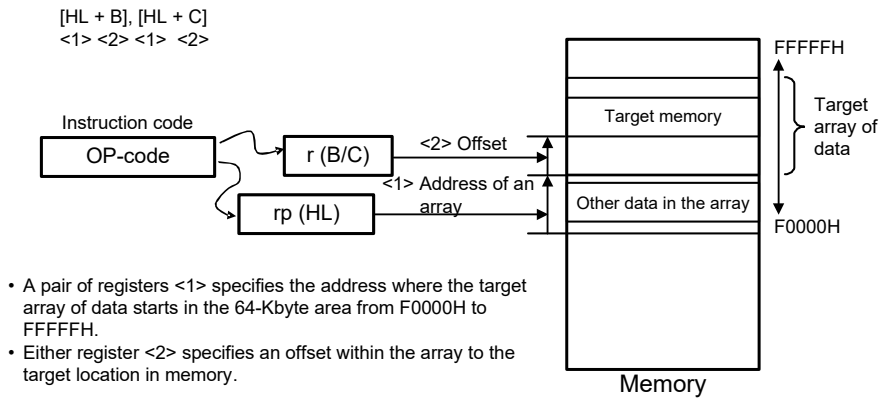 [HL + B], [HL + C]
<1> <2> <1> <2>
FFFFFH
Target memory
Target
array of
data
Instruction code
OP-code
r (B/C)
<2> Offset
<1> Address of an
array
rp (HL)
Other data in the array
F0000H
• A pair of registers <1> specifies the address where the target
array of data starts in the 64-Kbyte area from F0000H to
FFFFFH.
• Either register <2> specifies an offset within the array to the
target location in memory.
Memory